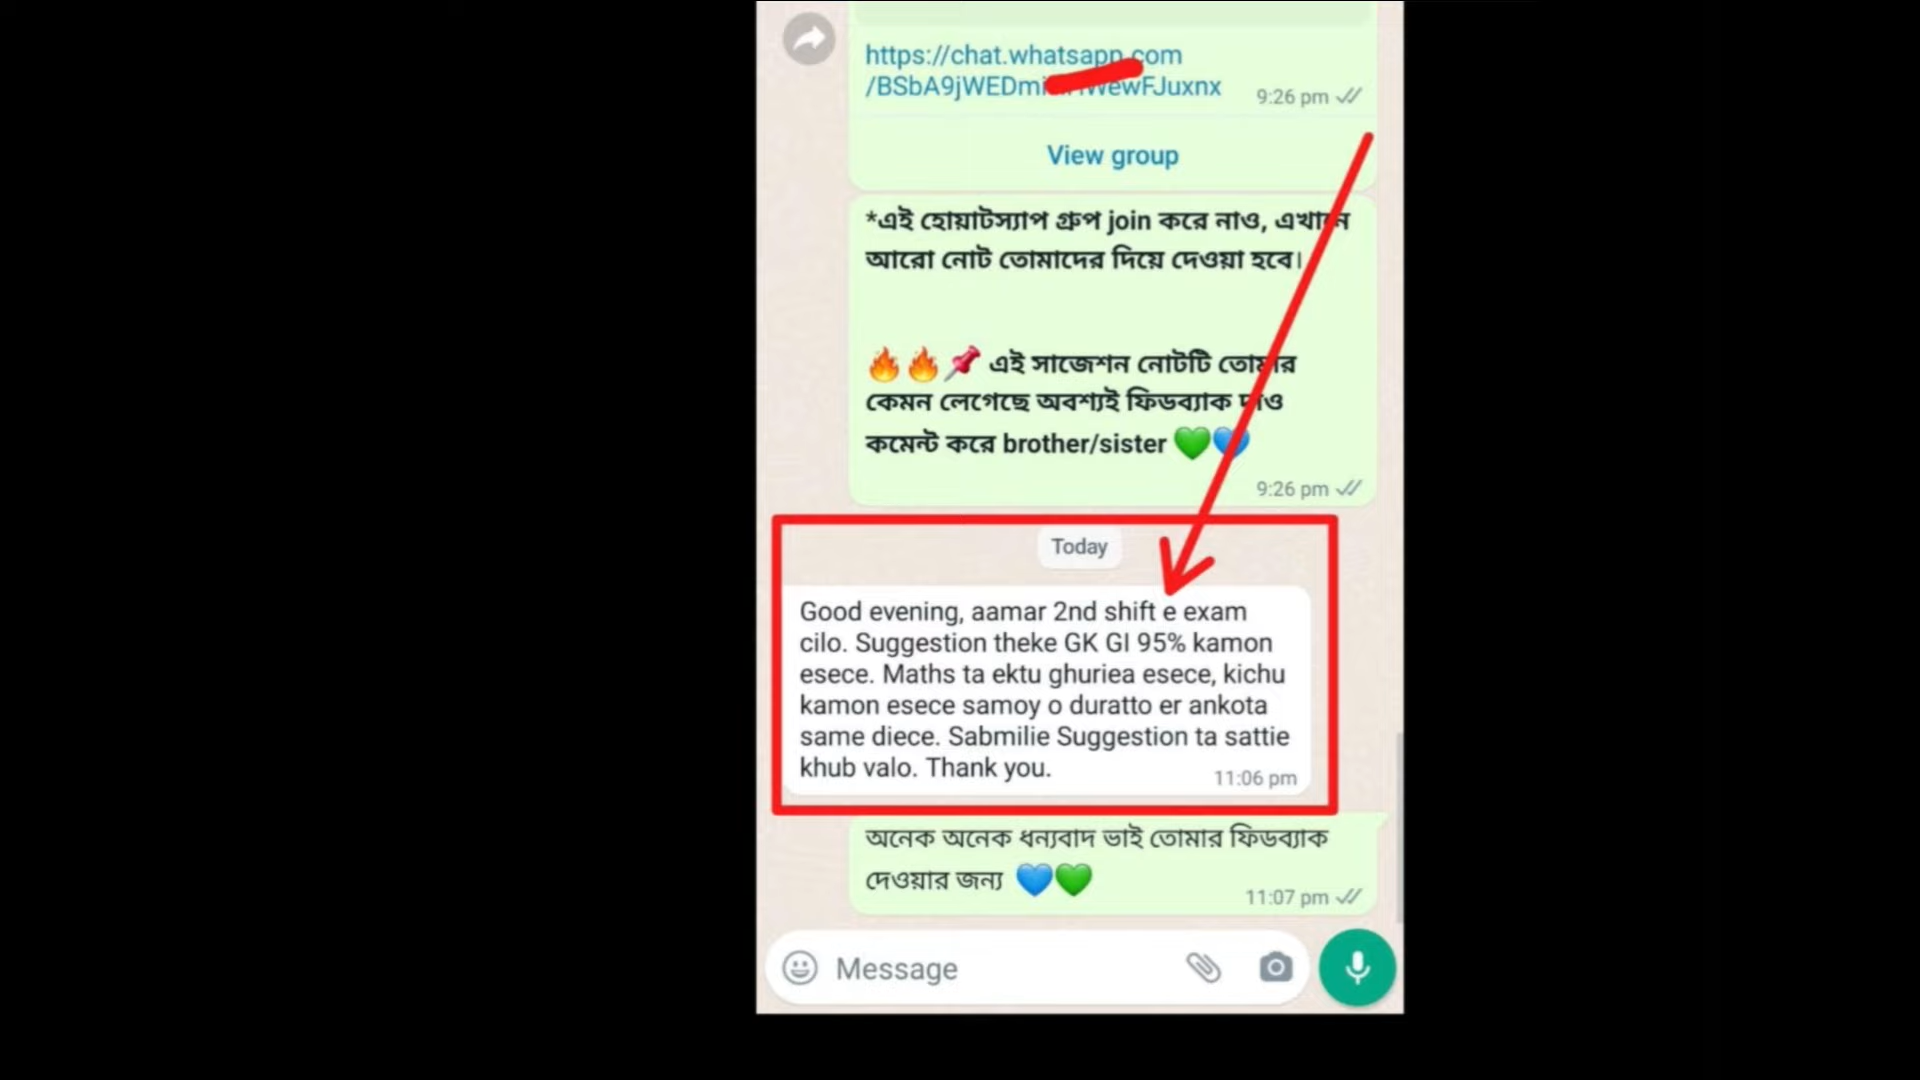 https://chat.whatsapp.com
/BSbA9jWEDmi WewFJuxnx
9:26 pm
View group
*এই হোয়াটস্যাপ গ্রুপ join করে নাও, এখানে
আরো নোট তোমাদের দিয়ে দেওয়া হবে।
🔥🔥📌 এই সাজেশন নোটটি তোমার
কেমন লেগেছে অবশ্যই ফিডব্যাক দাও
কমেন্ট করে brother/sister 💚💙
9:26 pm
Today
Good evening, aamar 2nd shift e exam
cilo. Suggestion theke GK GI 95% kamon
esece. Maths ta ektu ghuriea esece, kichu
kamon esece samoy o duratto er ankota
same diece. Sabmilie Suggestion ta sattie
khub valo. Thank you.
11:06 pm
অনেক অনেক ধন্যবাদ ভাই তোমার ফিডব্যাক
দেওয়ার জন্য 💙💚
11:07 pm
Message